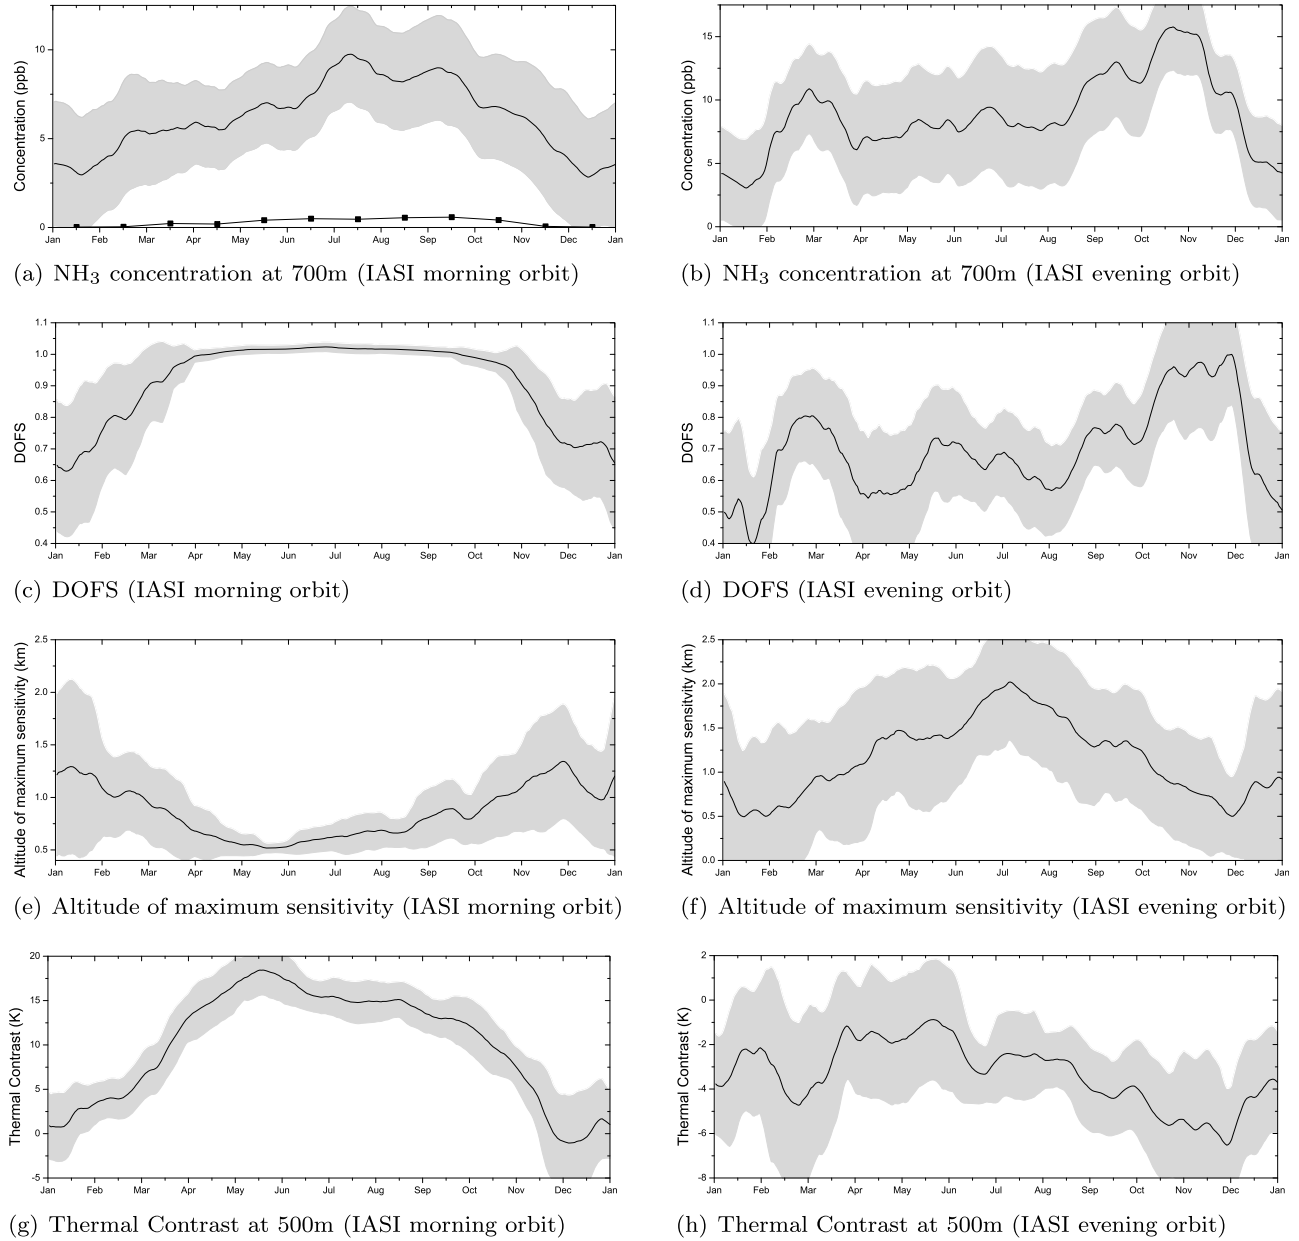 Concentration (ppb)
10
5
0
Jan Feb Mar Apr May Jun Jul Aug Sep Oct Nov Dec Jan
(a) NH3 concentration at 700m (IASI morning orbit)
Concentration (ppb)
15
10
5
0
Jan Feb Mar Apr May Jun Jul Aug Sep Oct Nov Dec Jan
(b) NH3 concentration at 700m (IASI evening orbit)
DOFS
1.1
1.0
0.9
0.8
0.7
0.6
0.5
0.4
Jan Feb Mar Apr May Jun Jul Aug Sep Oct Nov Dec Jan
(c) DOFS (IASI morning orbit)
DOFS
1.1
1.0
0.9
0.8
0.7
0.6
0.5
0.4
Jan Feb Mar Apr May Jun Jul Aug Sep Oct Nov Dec Jan
(d) DOFS (IASI evening orbit)
Altitude of maximum sensitivity (km)
2.5
2.0
1.5
1.0
0.5
Jan Feb Mar Apr May Jun Jul Aug Sep Oct Nov Dec Jan
(e) Altitude of maximum sensitivity (IASI morning orbit)
Altitude of maximum sensitvity (km)
2.5
2.0
1.5
1.0
0.5
0.0
Jan Feb Mar Apr May Jun Jul Aug Sep Oct Nov Dec Jan
(f) Altitude of maximum sensitivity (IASI evening orbit)
Thermal Contrast (K)
20
15
10
5
0
-5
Jan Feb Mar Apr May Jun Jul Aug Sep Oct Nov Dec Jan
(g) Thermal Contrast at 500m (IASI morning orbit)
Thermal Contrast (K)
2
0
-2
-4
-6
-8
Jan Feb Mar Apr May Jun Jul Aug Sep Oct Nov Dec Jan
(h) Thermal Contrast at 500m (IASI evening orbit)